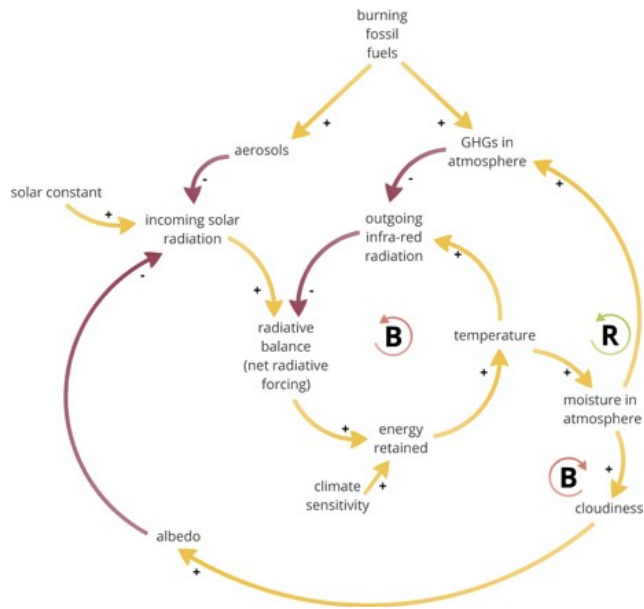 burning
fossil
fuels
+
+
aerosols
GHGs in
atmosphere
-
-
+
solar constant
+
incoming solar
radiation
outgoing
infra-red
radiation
+
-
+
-
radiative
balance
(net radiative
forcing)
B
temperature
R
+
+
moisture in
atmosphere
+
energy
retained
+
B
+
climate
sensitivity
cloudiness
albedo
+